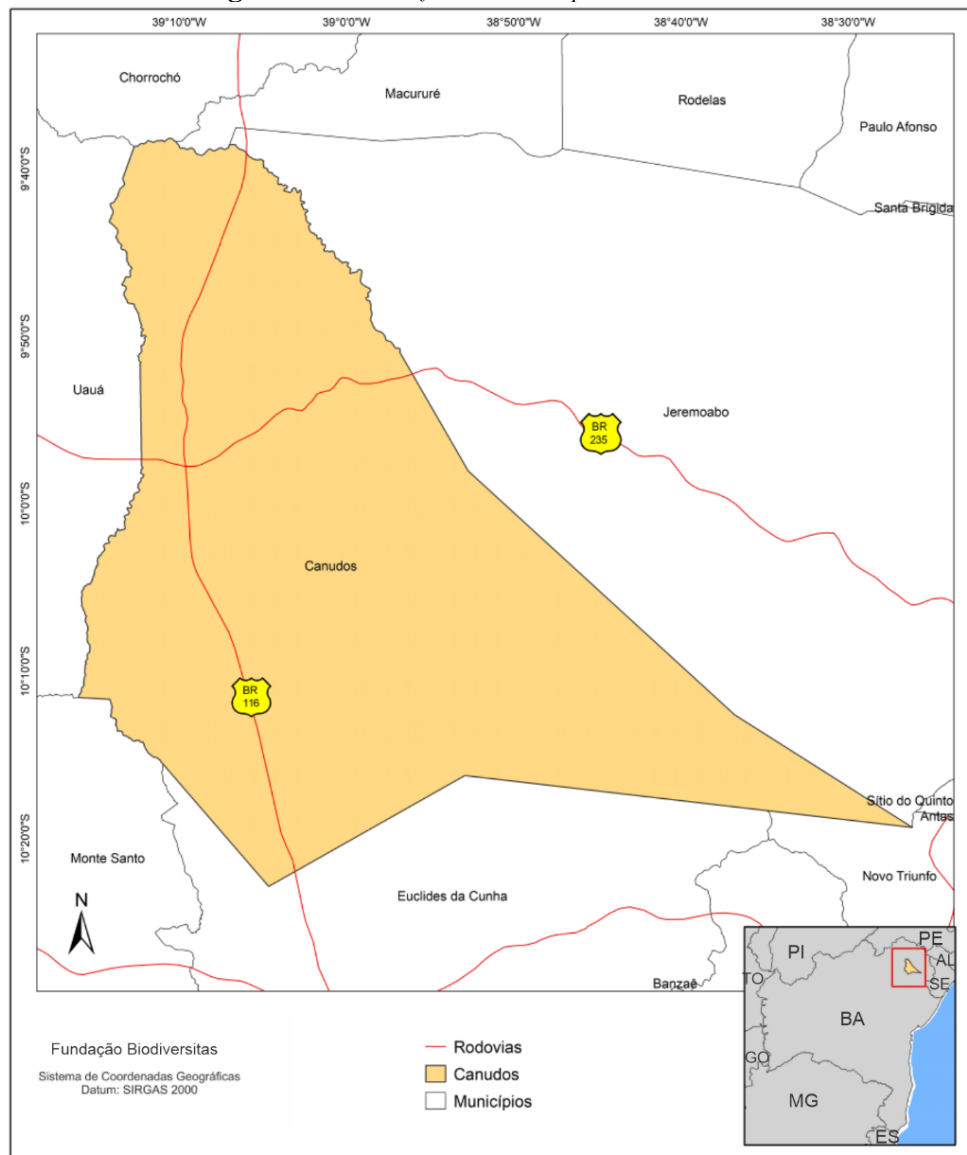 39°10'0"W
39°0'0"W
38°50'0"W
38°40'0"W
38°30'0"W
Chorrochó
Macururé
Rodelas
Paulo Afonso
9°40'0"S
Santa Brígida
9°50'0"S
Uauá
Jeremoabo
BR
235
10°0'0"S
Canudos
10°10'0"S
BR
116
Sítio do Quinto
Antas
10°20'0"S
Monte Santo
Novo Triunfo
Euclides da Cunha
N
Banzaê
PE
PI
AL
TO
SE
BA
GO
MG
ES
Fundação Biodiversitas
Sistema de Coordenadas Geográficas
Datum: SIRGAS 2000
Rodovias
Canudos
Municípios